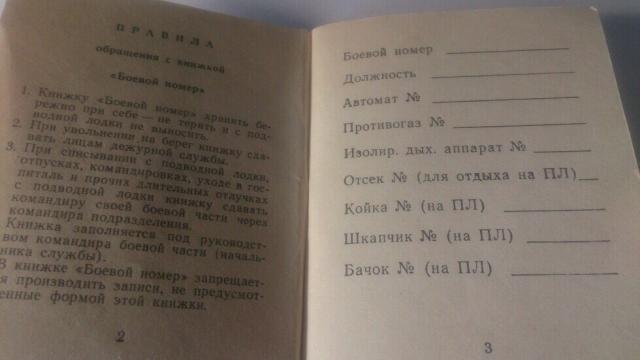 ПРАВИЛА
обращения с книжкой
«Боевой номер»
1. Книжку «Боевой номер» хранить бе-
режно при себе — не терять и с под-
водной лодки не выносить.
2. При увольнении на берег книжку сда-
вать лицам дежурной службы.
3. При списывании с подводной лодки,
отпусках, командировках, уходе в гос-
питаль и прочих длительных отлучках
с подводной лодки книжку сдавать
командиру своей боевой части через
командира подразделения.
Книжка заполняется под руководст-
вом командира боевой части (началь-
ника службы).
В книжке «Боевой номер» запрещает-
ся производить записи, не предусмот-
енные формой этой книжки.
2
Боевой номер
Должность
Автомат №
Противогаз №
Изолир. дых. аппарат №
Отсек № (для отдыха на ПЛ)
Койка № (на ПЛ)
Шкапчик № (на ПЛ)
Бачок № (на ПЛ)
3